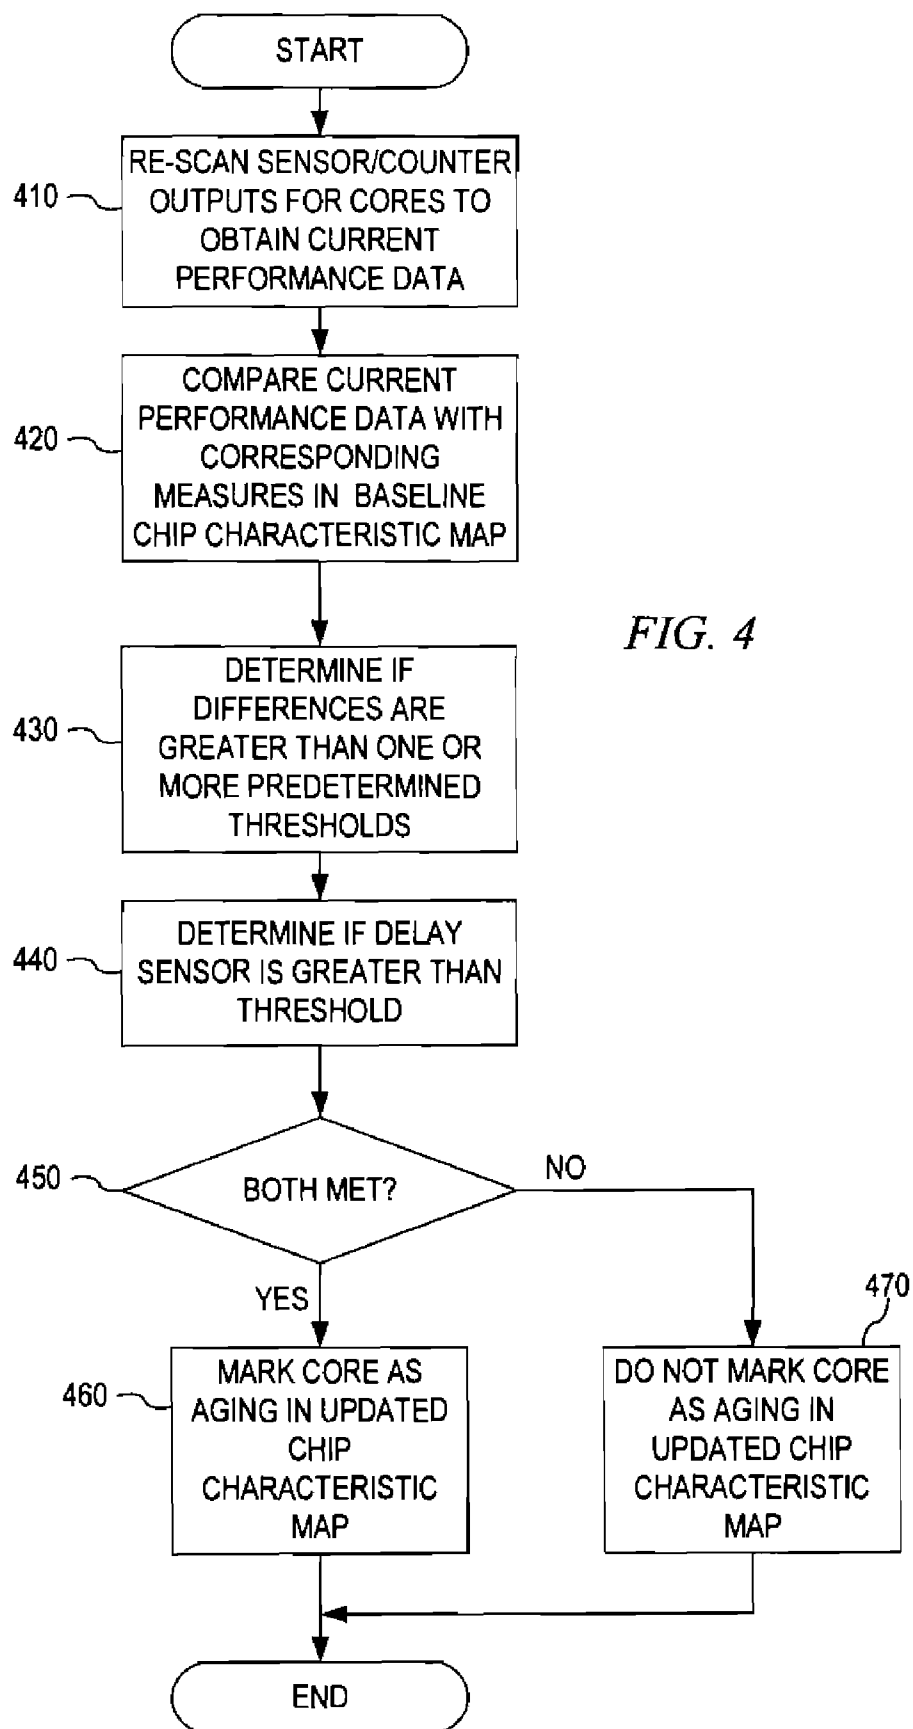 START
RE-SCAN SENSOR/COUNTER
OUTPUTS FOR CORES TO
OBTAIN CURRENT
PERFORMANCE DATA
410
COMPARE CURRENT
PERFORMANCE DATA WITH
CORRESPONDING
MEASURES IN BASELINE
CHIP CHARACTERISTIC MAP
420
FIG. 4
DETERMINE IF
DIFFERENCES ARE
GREATER THAN ONE OR
MORE PREDETERMINED
THRESHOLDS
430
DETERMINE IF DELAY
SENSOR IS GREATER THAN
THRESHOLD
440
BOTH MET?
450
NO
YES
MARK CORE AS
AGING IN UPDATED
CHIP
CHARACTERISTIC
MAP
460
470
DO NOT MARK CORE
AS AGING IN
UPDATED CHIP
CHARACTERISTIC
MAP
END